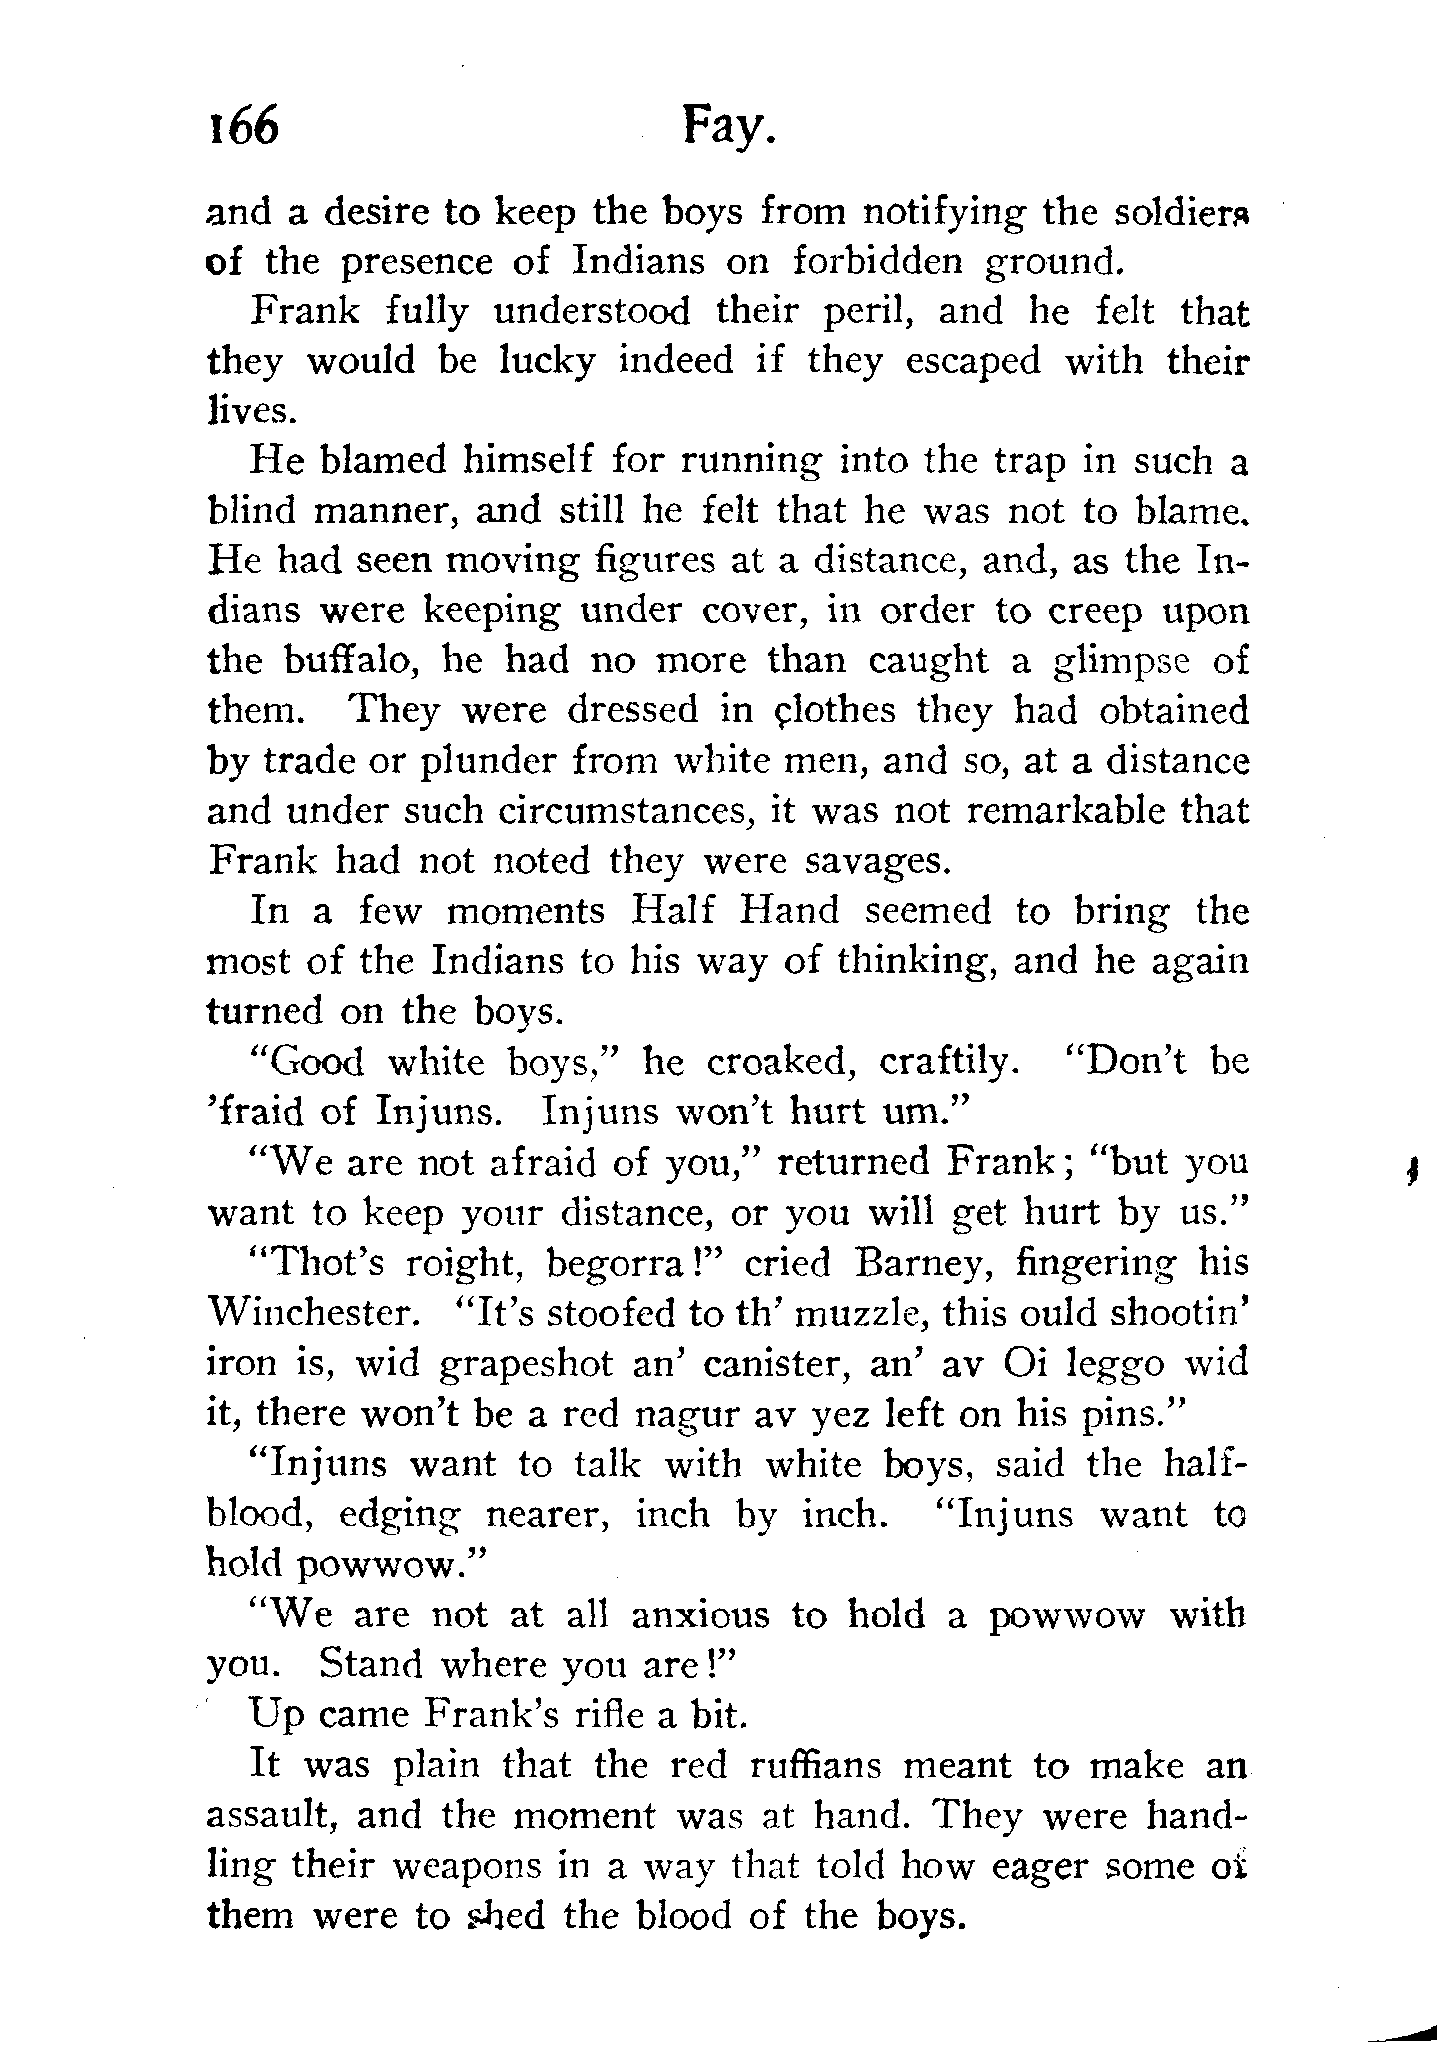 166 Fay.
and a desire to keep the boys from notifying the soldiers
of the presence of Indians on forbidden ground.
Frank fully understood their peril, and he felt that
they would be lucky indeed if they escaped with their
lives.
He blamed himself for running into the trap in such a
blind manner, and still he felt that he was not to blame.
He had seen moving figures at a distance, and, as the In-
dians were keeping under cover, in order to creep upon
the buffalo, he had no more than caught a glimpse of
them. They were dressed in clothes they had obtained
by trade or plunder from white men, and so, at a distance
and under such circumstances, it was not remarkable that
Frank had not noted they were savages.
In a few moments Half Hand seemed to bring the
most of the Indians to his way of thinking, and he again
turned on the boys.
“Good white boys,” he croaked, craftily. “Don’t be
’fraid of Injuns. Injuns won’t hurt um.”
“We are not afraid of you,” returned Frank; “but you
want to keep your distance, or you will get hurt by us.”
“Thot’s roight, begorra!” cried Barney, fingering his
Winchester. “It’s stoofed to th’ muzzle, this ould shootin’
iron is, wid grapeshot an’ canister, an’ av Oi leggo wid
it, there won’t be a red nagur av yez left on his pins.”
“Injuns want to talk with white boys, said the half-
blood, edging nearer, inch by inch. “Injuns want to
hold powwow.”
“We are not at all anxious to hold a powwow with
you. Stand where you are!”
Up came Frank’s rifle a bit.
It was plain that the red ruffians meant to make an
assault, and the moment was at hand. They were hand-
ling their weapons in a way that told how eager some of
them were to shed the blood of the boys.